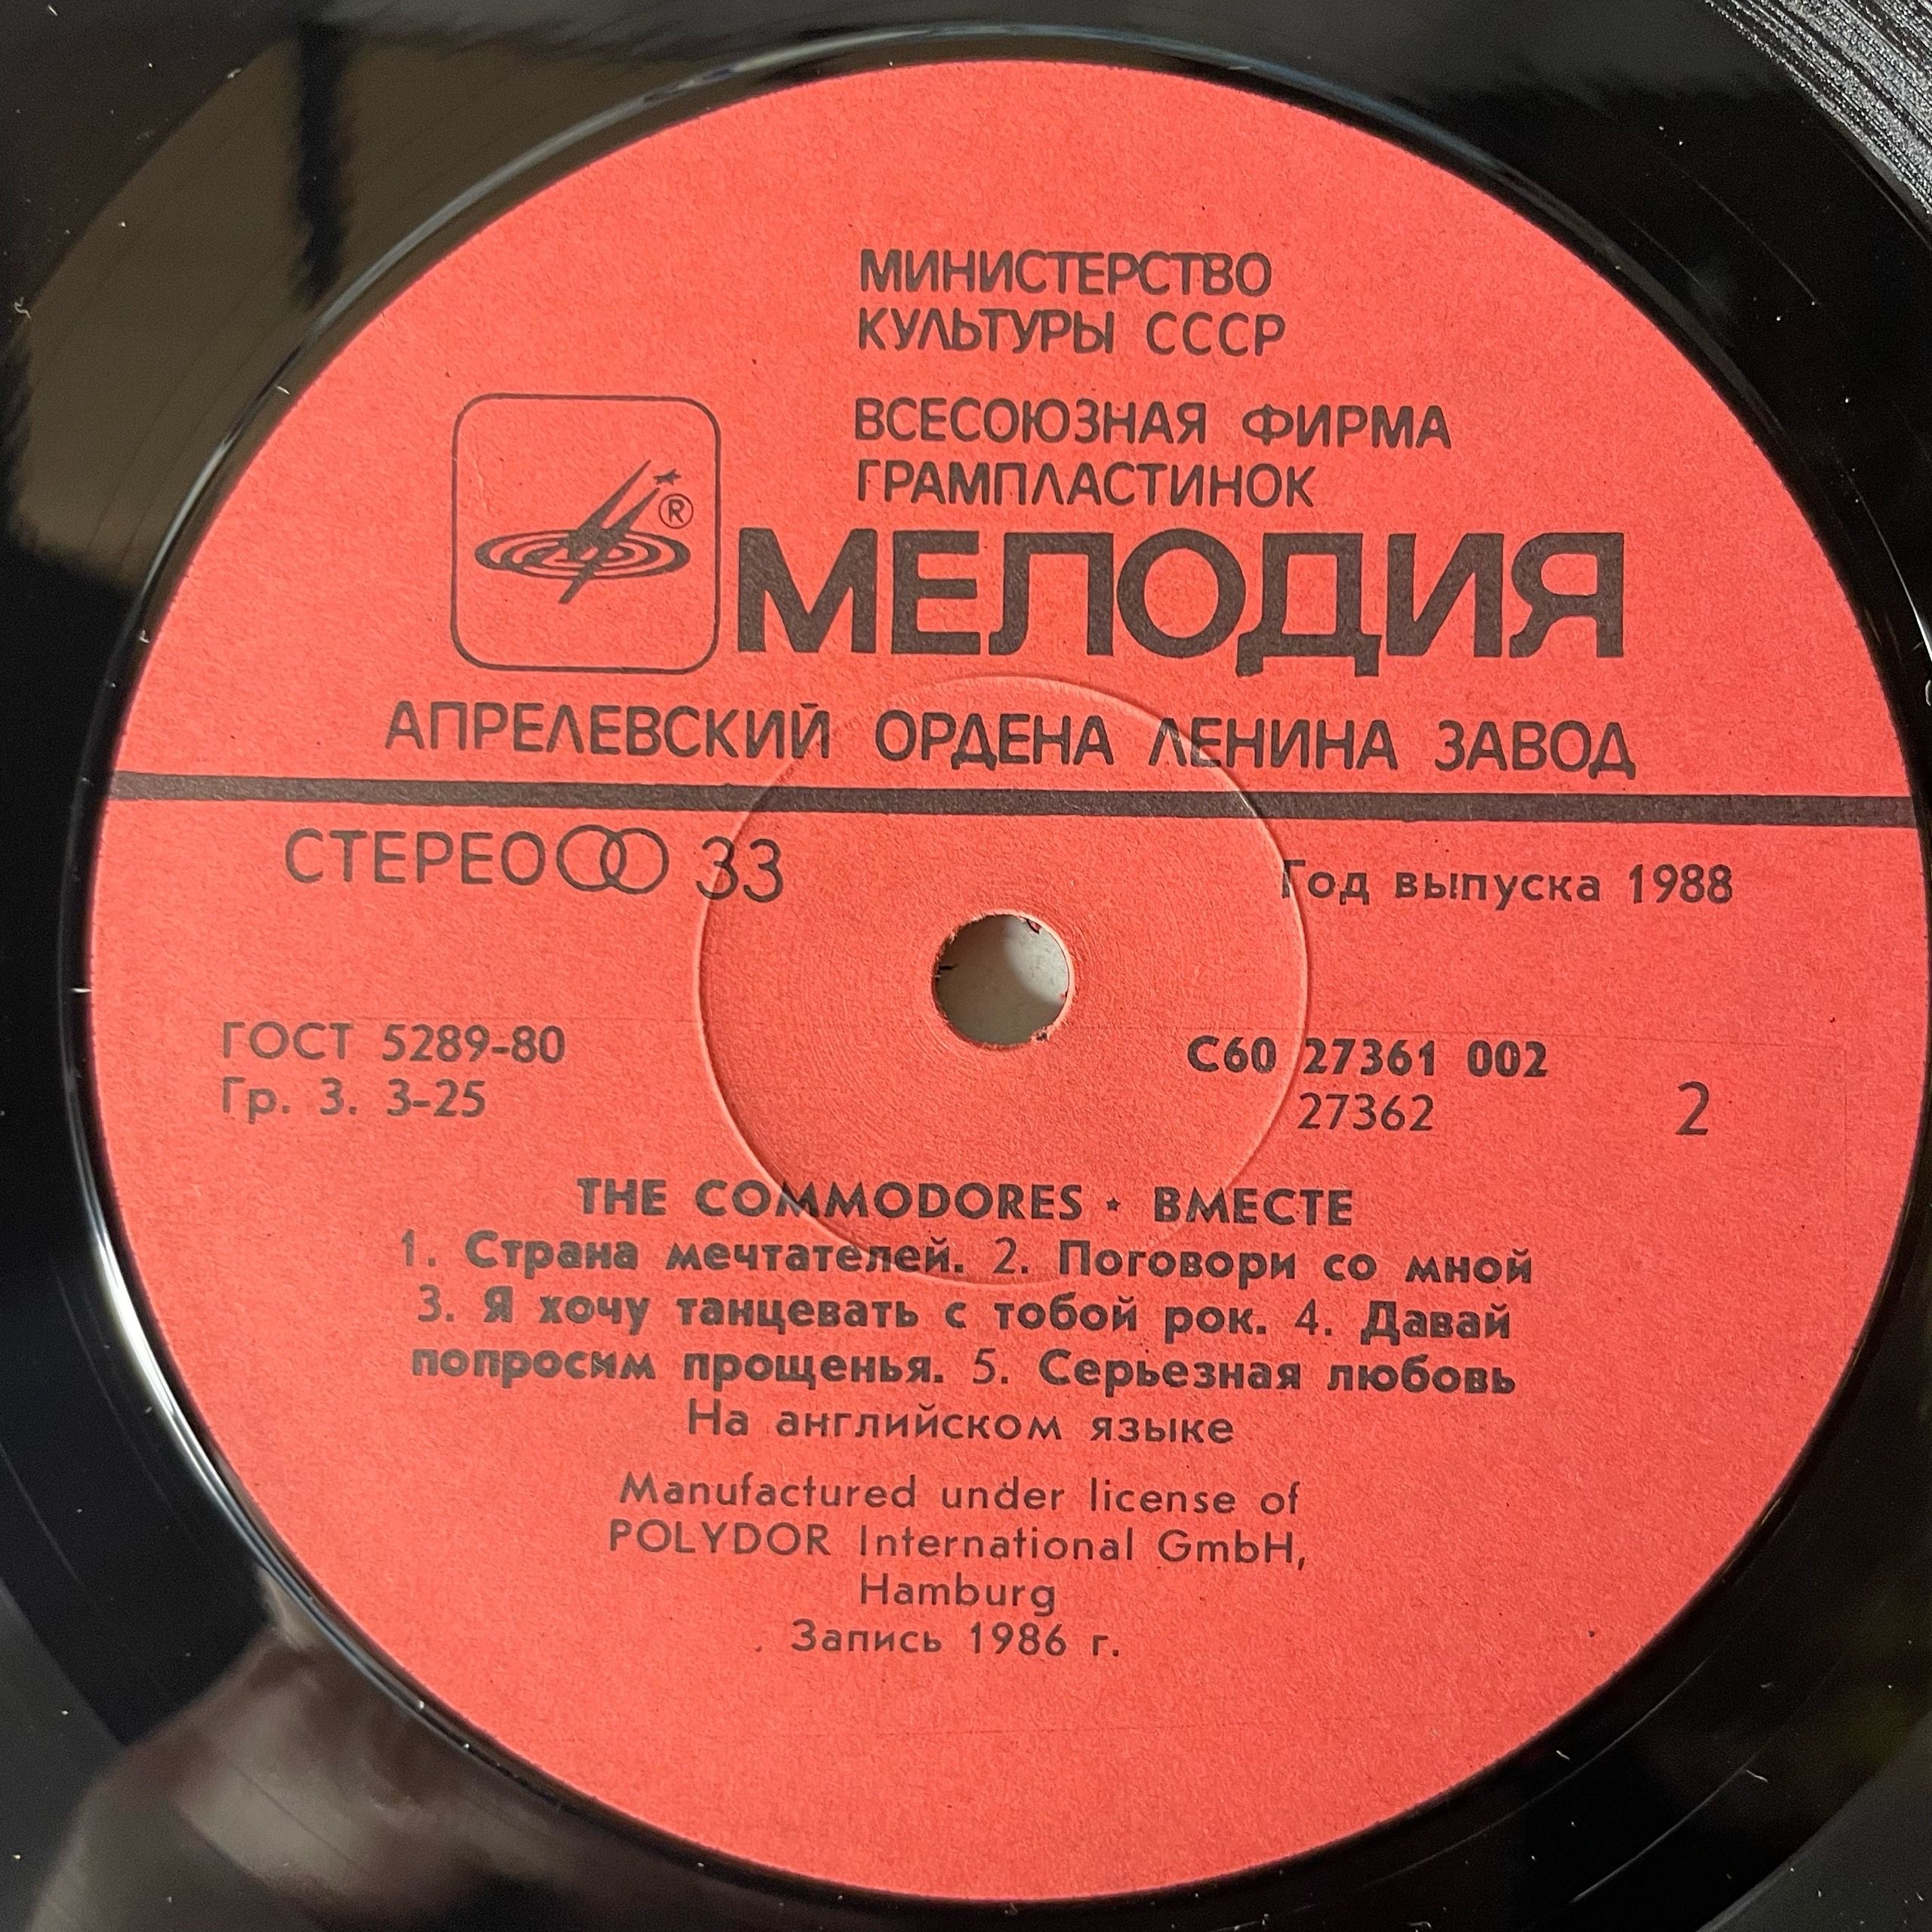 МИНИСТЕРСТВО
КУЛЬТУРЫ СССР
ВСЕСОЮЗНАЯ ФИРМА
ГРАМПЛАСТИНОК
®
МЕЛОДИЯ
АПРЕЛЕВСКИЙ ОРДЕНА ЛЕНИНА ЗАВОД
СТЕРЕО 33
Год выпуска 1988
ГОСТ 5289-80
Гр. 3. 3-25
С60 27361 002
27362
2
THE COMMODORES ⋆ ВМЕСТЕ
1. Страна мечтателей. 2. Поговори со мной
3. Я хочу танцевать с тобой рок. 4. Давай
попросим прощенья. 5. Серьезная любовь
На английском языке
Manufactured under license of
POLYDOR International GmbH,
Hamburg
Запись 1986 г.